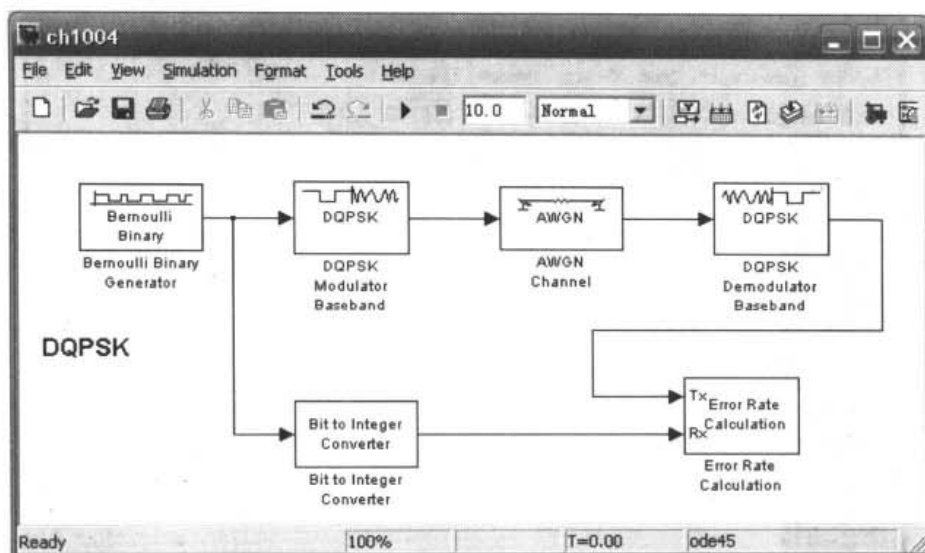 ch1004
File Edit View Simulation Format Tools Help
10.0 Normal
Bernoulli
Binary
Bernoulli Binary
Generator
DQPSK
DQPSK
Modulator
Baseband
AWGN
AWGN
Channel
DQPSK
DQPSK
Demodulator
Baseband
DQPSK
Bit to Integer
Converter
Bit to Integer
Converter
Tx
Rx
Error Rate
Calculation
Error Rate
Calculation
Ready 100% T=0.00 ode45